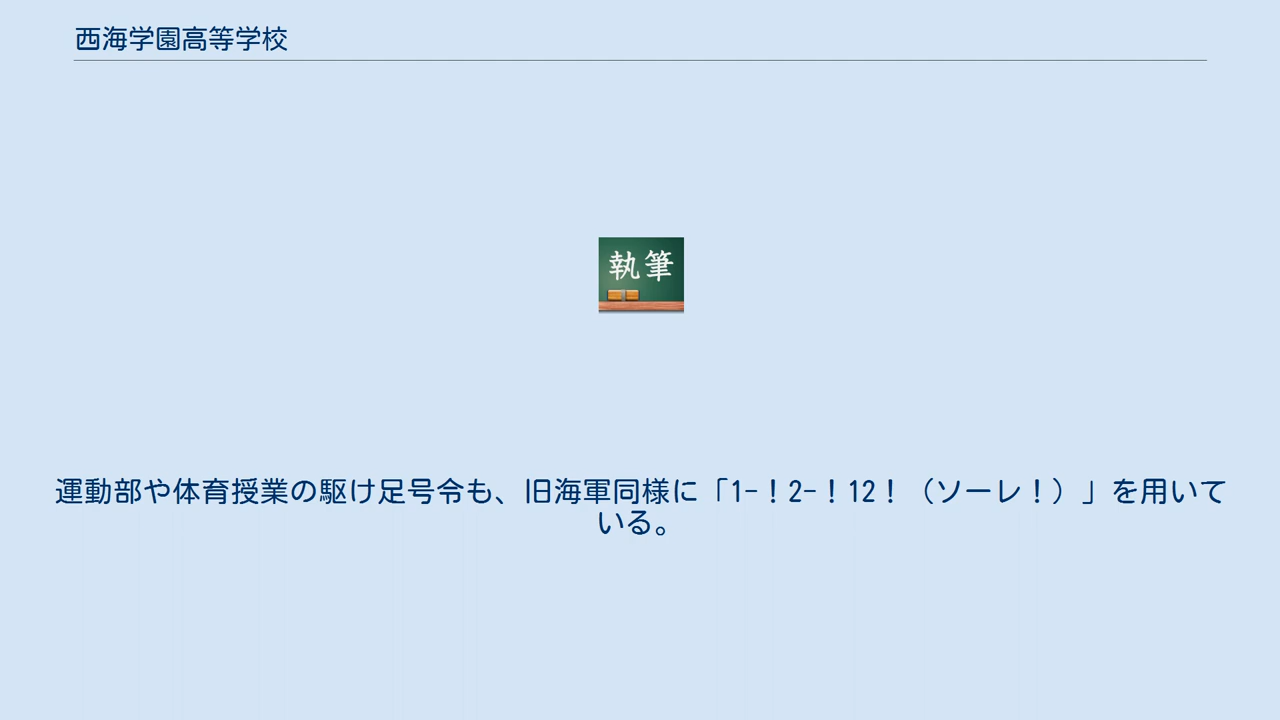 西海学園高等学校
執筆
運動部や体育授業の駆け足号令も、旧海軍同様に「1-！2-！12！（ソーレ！）」を用いて
いる。